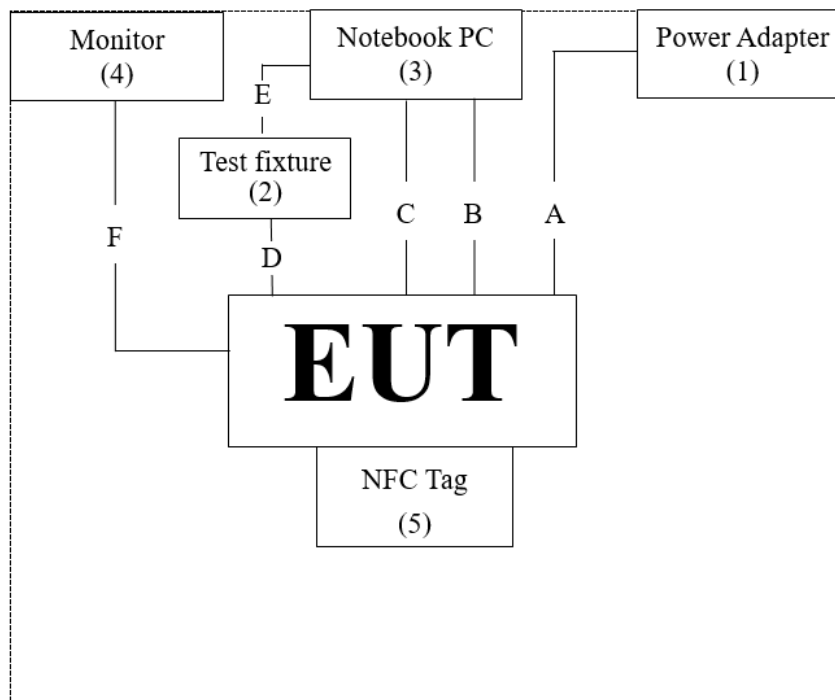 Monitor
(4)
Notebook PC
(3)
Power Adapter
(1)
E
Test fixture
(2)
F
D
C
B
A
EUT
NFC Tag
(5)